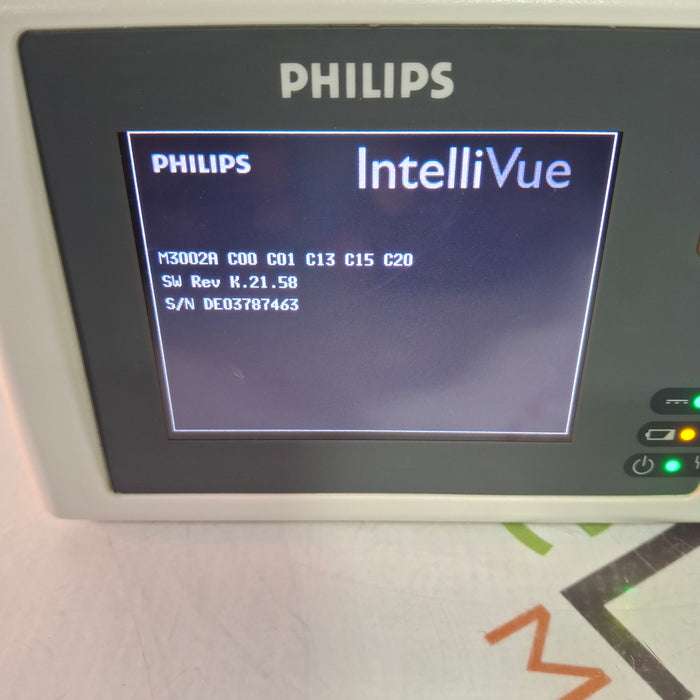 PHILIPS
PHILIPS IntelliVue
M3002A C00 C01 C13 C15 C20
SW Rev K.21.58
S/N DE03787463